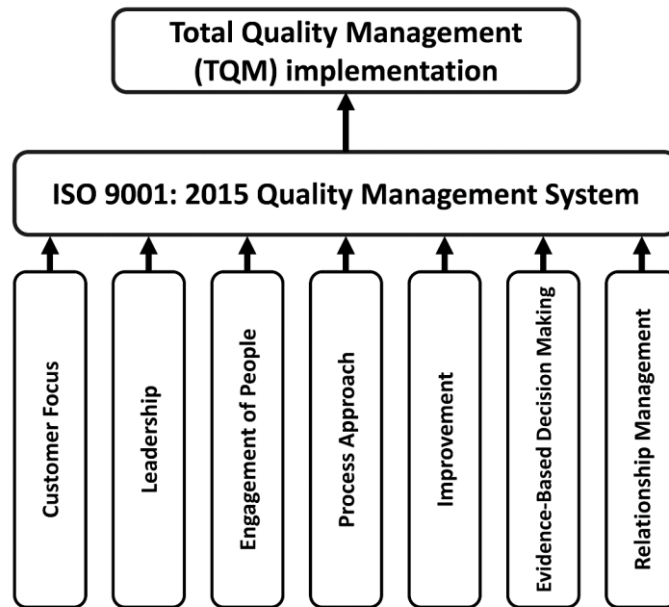 Total Quality Management
(TQM) implementation
ISO 9001: 2015 Quality Management System
Customer Focus
Leadership
Engagement of People
Process Approach
Improvement
Evidence-Based Decision Making
Relationship Management